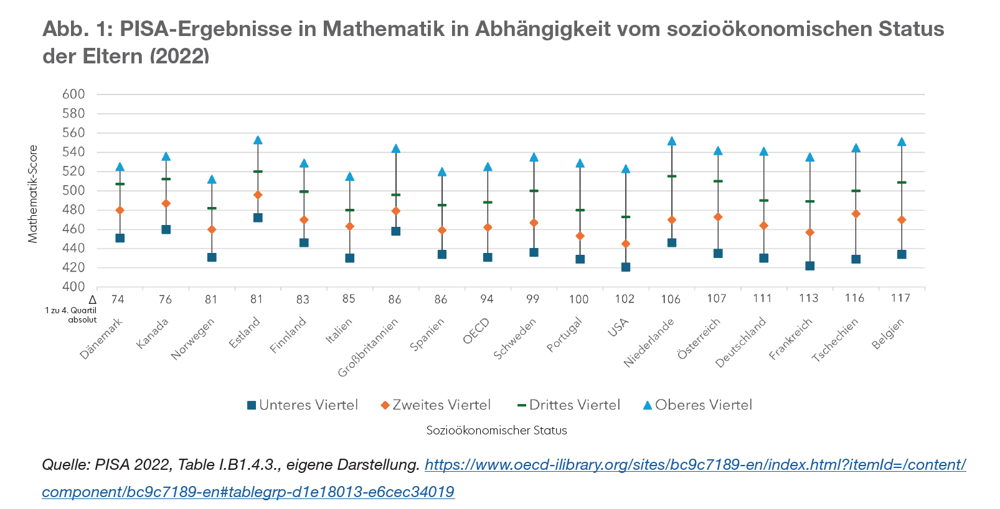 Abb. 1: PISA-Ergebnisse in Mathematik in Abhängigkeit vom sozioökonomischen Status
der Eltern (2022)
Mathematik-Score
600
580
560
540
520
500
480
460
440
420
400
Δ 74 76 81 81 83 85 86 86 94 99 100 102 106 107 111 113 116 117
1 zu 4. Quartil
absolut
Dänemark
Kanada
Norwegen
Estland
Finnland
Italien
Großbritannien
Spanien
OECD
Schweden
Portugal
USA
Niederlande
Österreich
Deutschland
Frankreich
Tschechien
Belgien
Unteres Viertel Zweites Viertel Drittes Viertel Oberes Viertel
Sozioökonomischer Status
Quelle: PISA 2022, Table I.B1.4.3., eigene Darstellung. https://www.oecd-ilibrary.org/sites/bc9c7189-en/index.html?itemId=/content/
component/bc9c7189-en#tablegrp-d1e18013-e6cec34019